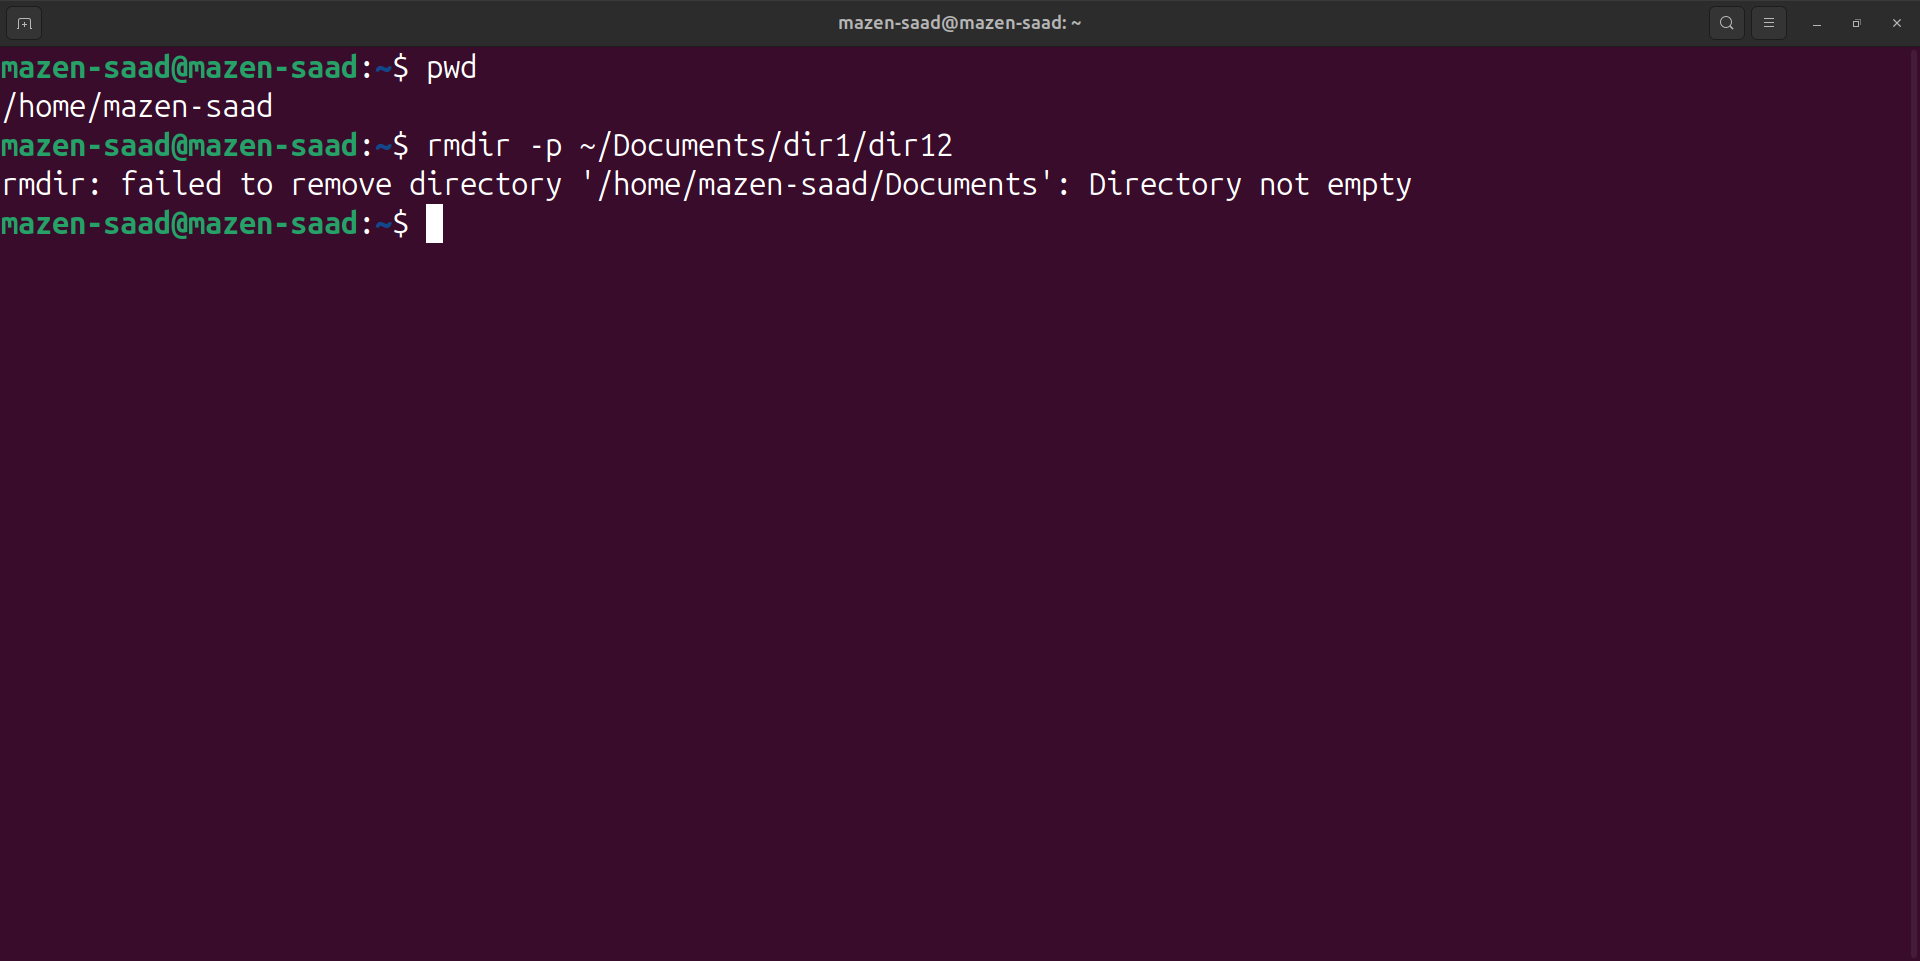 mazen-saad@mazen-saad: ~
mazen-saad@mazen-saad:~$ pwd
/home/mazen-saad
mazen-saad@mazen-saad:~$ rmdir -p ~/Documents/dir1/dir12
rmdir: failed to remove directory '/home/mazen-saad/Documents': Directory not empty
mazen-saad@mazen-saad:~$